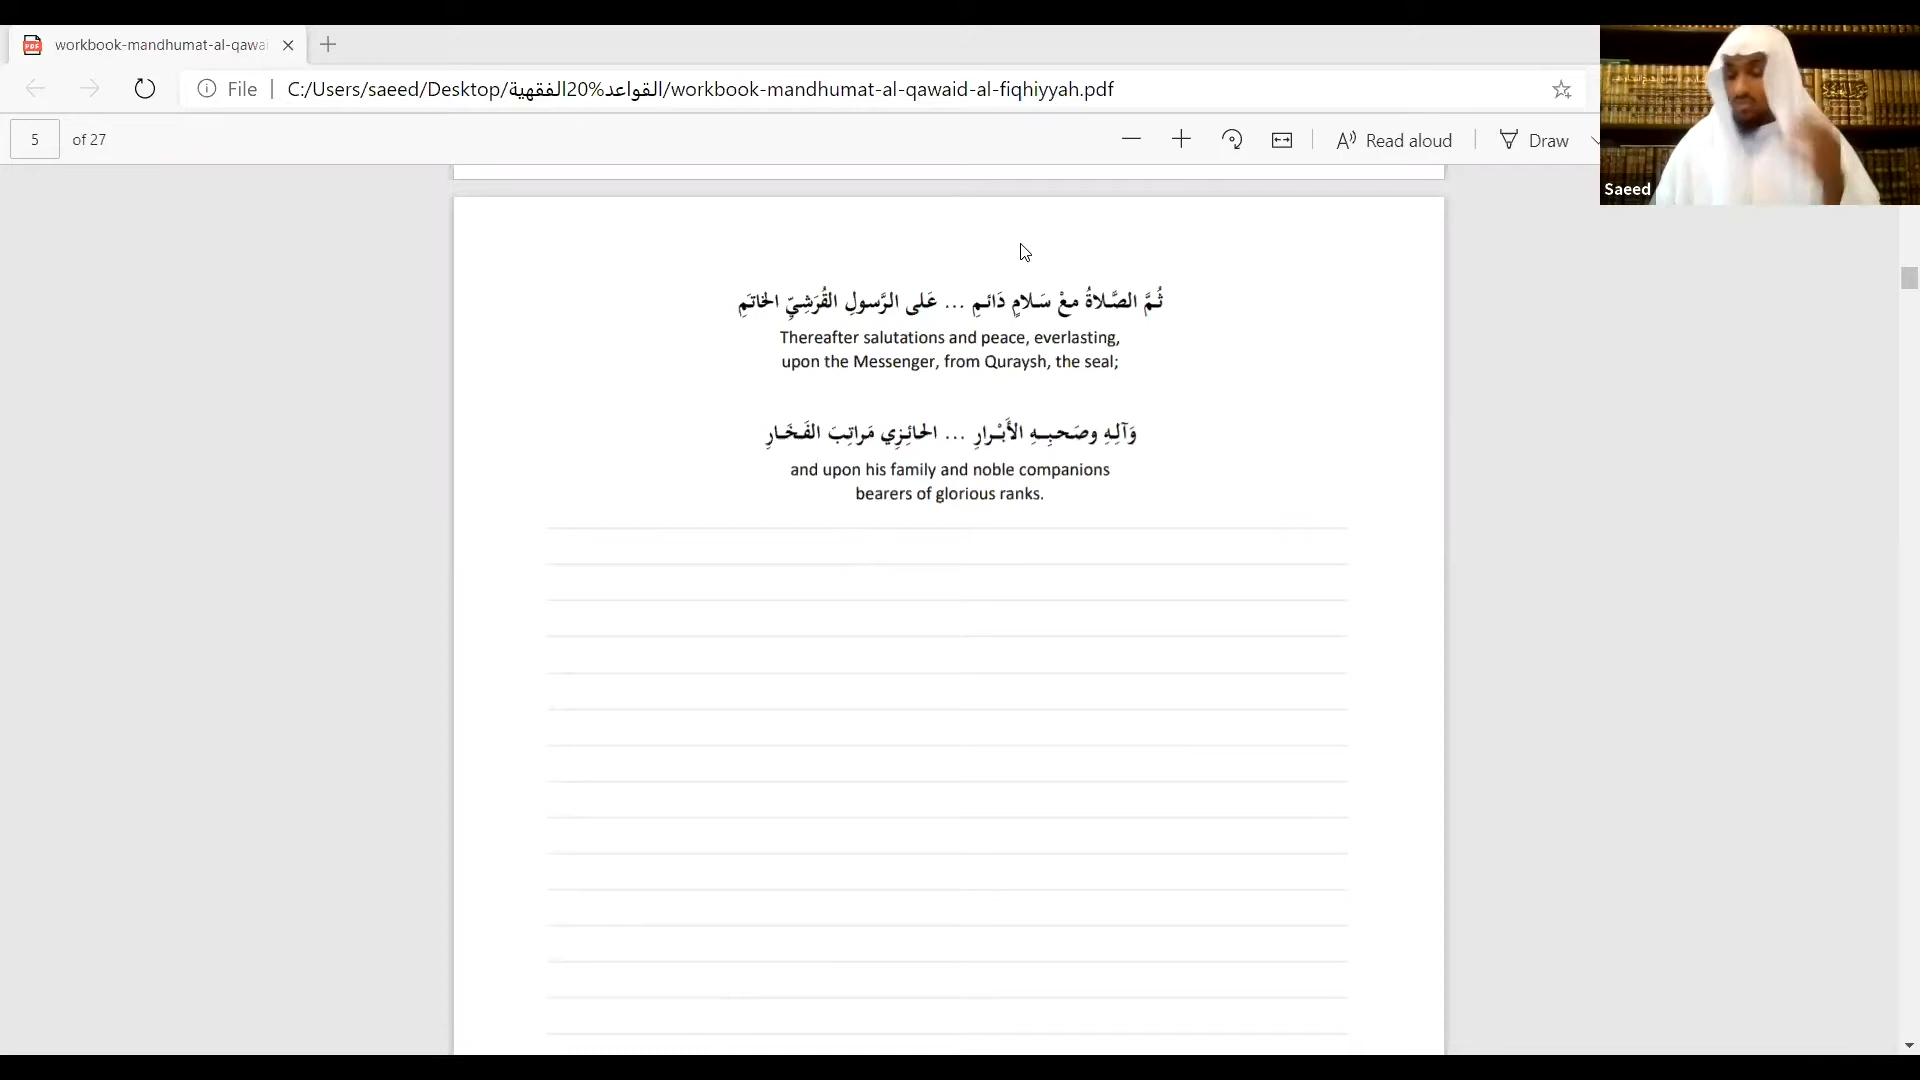 workbook-mandhumat-al-qawai
File
C:/Users/saeed/Desktop/القواعد%20الفقهية/workbook-mandhumat-al-qawaid-al-fiqhiyyah.pdf
5 of 27
Read aloud
Draw
Saeed
ثُمَّ الصَّلاةُ معْ سَلامٍ دَائمِ ... عَلى الرَّسولِ القُرَشِيِّ الخاتَمِ
Thereafter salutations and peace, everlasting,
upon the Messenger, from Quraysh, the seal;
وَآلِهِ وصَحبِهِ الأَبْرارِ ... الحائِزِي مَراتِبَ الفَخَارِ
and upon his family and noble companions
bearers of glorious ranks.